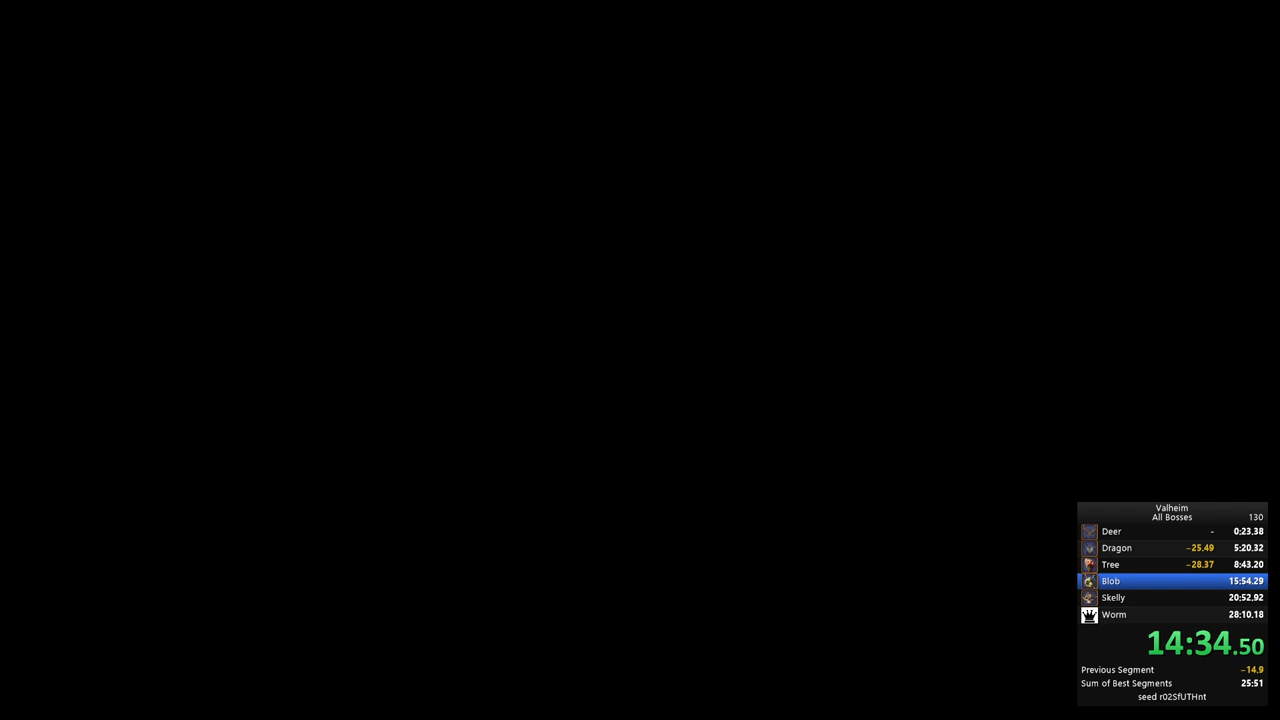 Valheim
All Bosses 130
Deer - 0:23.38
Dragon −25.49 5:20.32
Tree −28.37 8:43.20
Blob 15:54.29
Skelly 20:52.92
Worm 28:10.18
14:34.50
Previous Segment −14.9
Sum of Best Segments 25:51
seed r02SfUTHnt